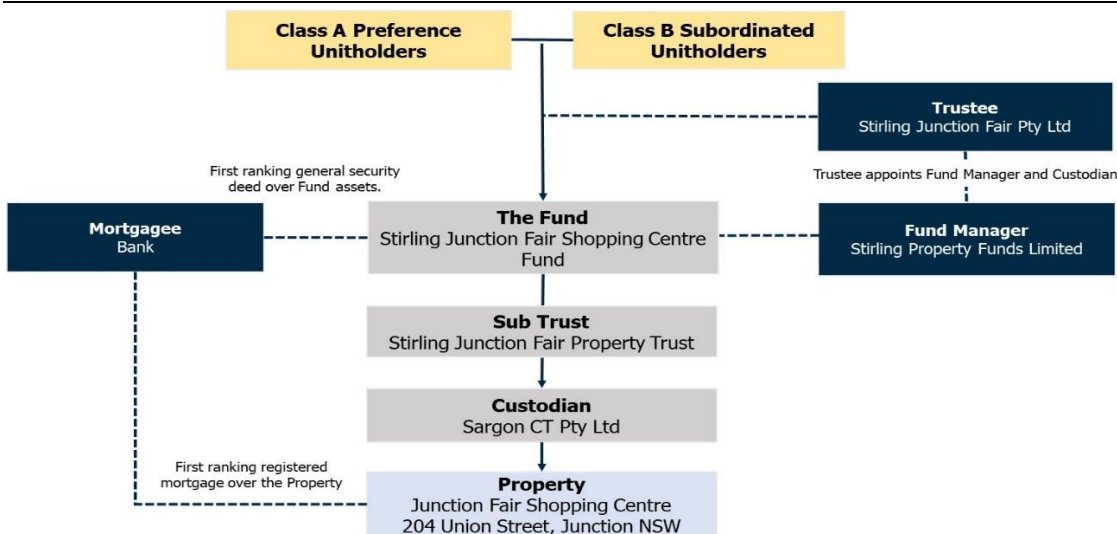 Class A Preference
Unitholders
Class B Subordinated
Unitholders
Trustee
Stirling Junction Fair Pty Ltd
First ranking general security
deed over Fund assets.
Trustee appoints Fund Manager and Custodian
Mortgagee
Bank
The Fund
Stirling Junction Fair Shopping Centre
Fund
Fund Manager
Stirling Property Funds Limited
Sub Trust
Stirling Junction Fair Property Trust
Custodian
Sargon CT Pty Ltd
First ranking registered
mortgage over the Property
Property
Junction Fair Shopping Centre
204 Union Street, Junction NSW